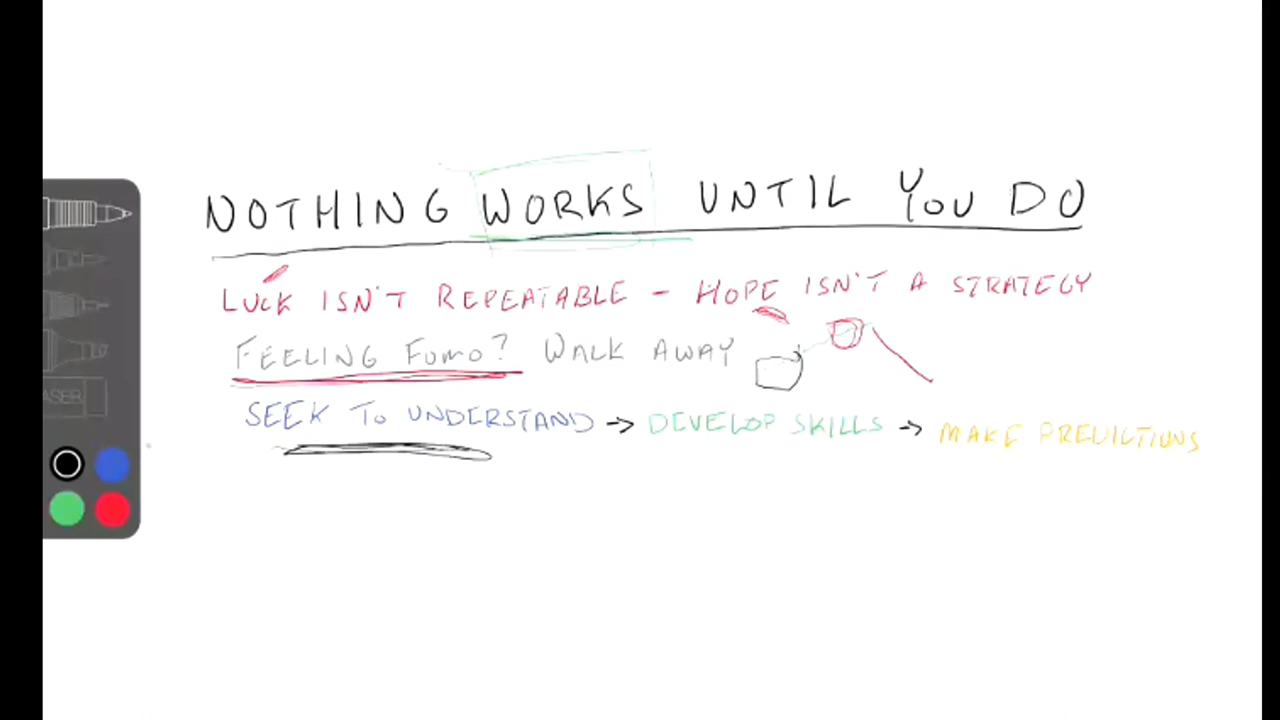 NOTHING WORKS UNTIL YOU DO
LUCK ISN'T REPEATABLE - HOPE ISN'T A STRATEGY
FEELING FOMO? WALK AWAY
ASER
SEEK TO UNDERSTAND → DEVELOP SKILLS → MAKE PREDICTIONS